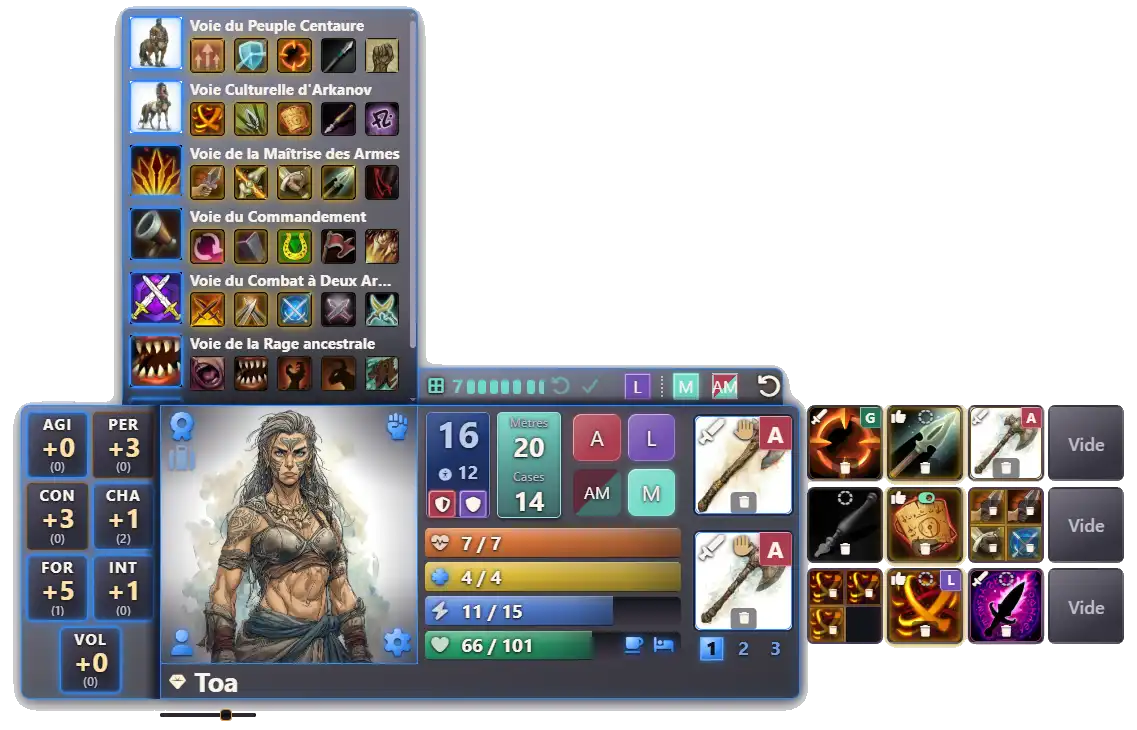 Voie du Peuple Centaure
Voie Culturelle d'Arkanov
Voie de la Maîtrise des Armes
Voie du Commandement
Voie du Combat à Deux Ar...
Voie de la Rage ancestrale
7
L
M
AM
AGI
+0
(0)
PER
+3
(0)
CON
+3
(0)
CHA
+1
(2)
FOR
+5
(1)
INT
+1
(0)
VOL
+0
(0)
16
12
Mètres
20
Cases
14
A
L
AM
M
A
A
7 / 7
4 / 4
11 / 15
66 / 101
1 2 3
Toa
G
A
Vide
Vide
L
Vide